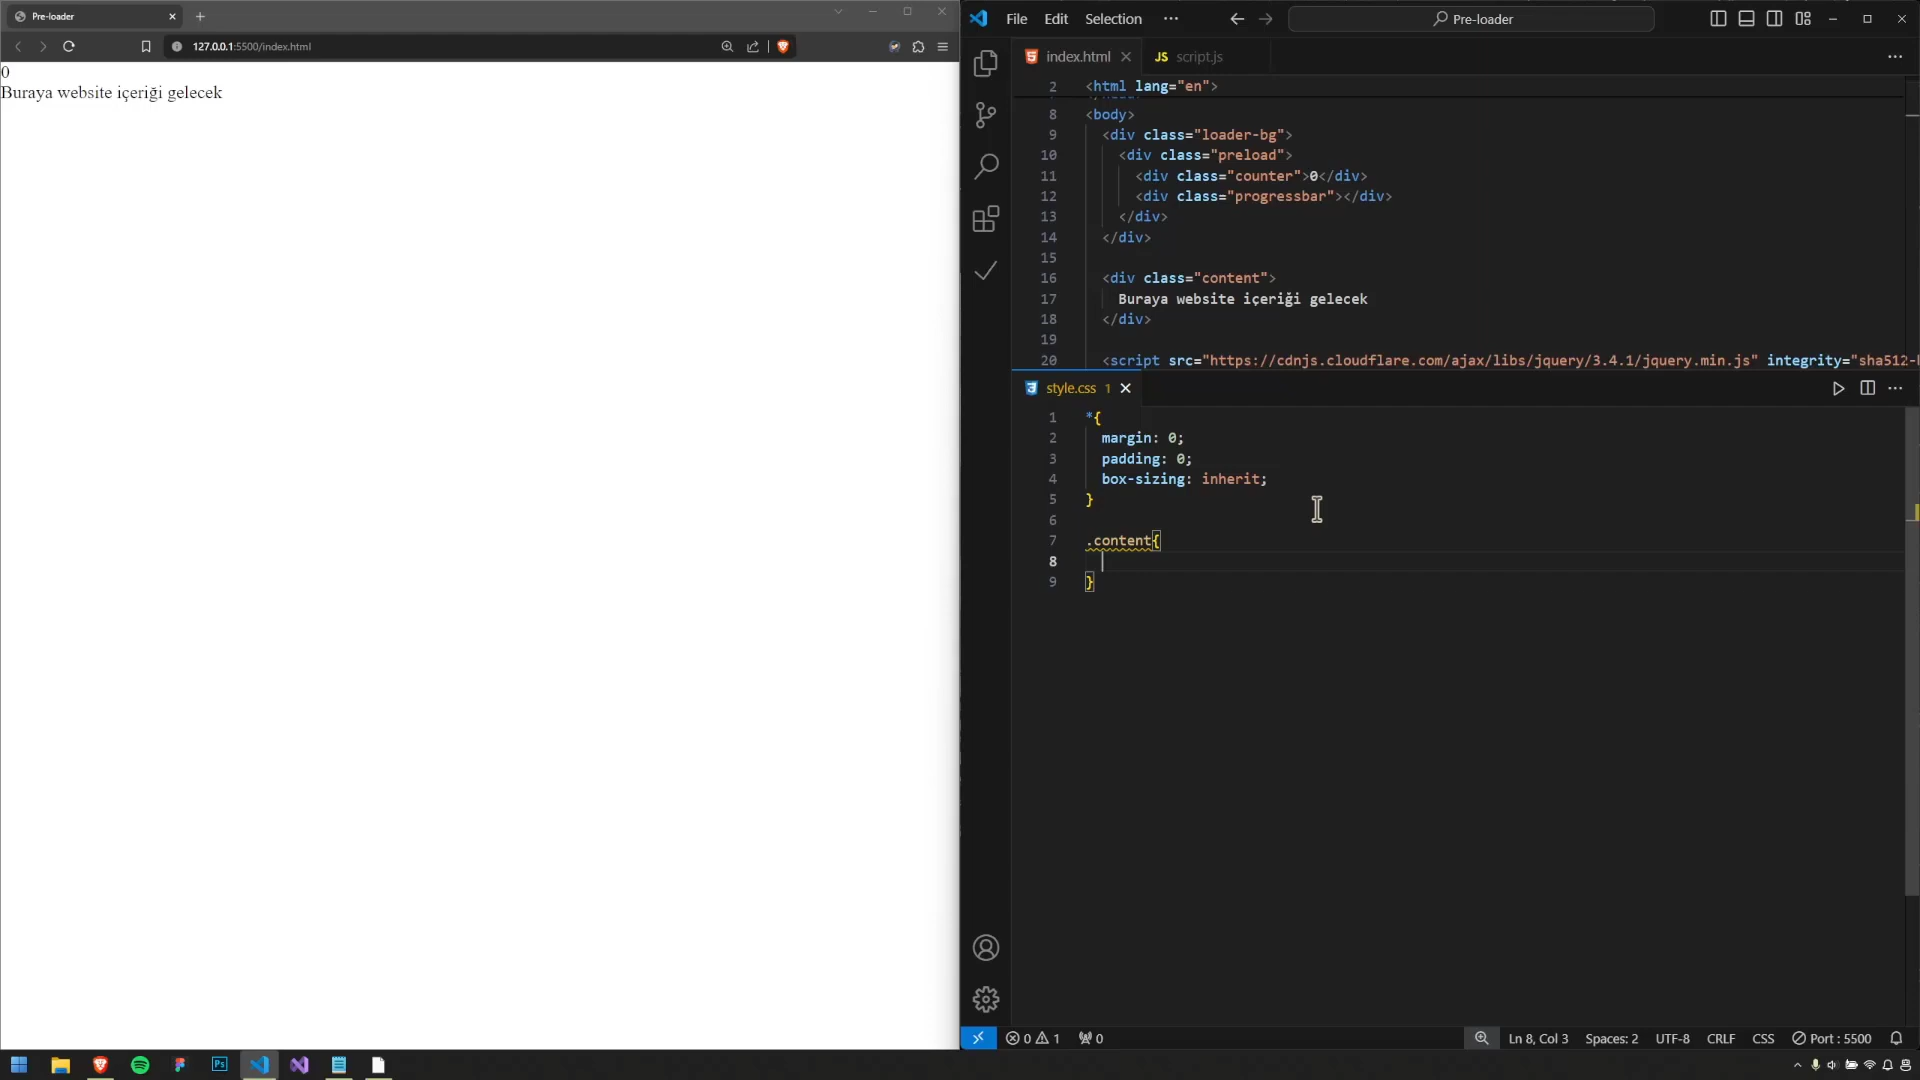 Pre-loader
127.0.0.1:5500/index.html
0
Buraya website içeriği gelecek
File Edit Selection ···
Pre-loader
index.html
JS script.js
2 <html lang="en">
8 <body>
9 <div class="loader-bg">
10 <div class="preload">
11 <div class="counter">0</div>
12 <div class="progressbar"></div>
13 </div>
14 </div>
15
16 <div class="content">
17 Buraya website içeriği gelecek
18 </div>
19
20 <script src="https://cdnjs.cloudflare.com/ajax/libs/jquery/3.4.1/jquery.min.js" integrity="sha512-
style.css 1
1 *{
2 margin: 0;
3 padding: 0;
4 box-sizing: inherit;
5 }
6
7 .content{
8
9 }
0 1 0
Ln 8, Col 3 Spaces: 2 UTF-8 CRLF CSS Port : 5500
Ps